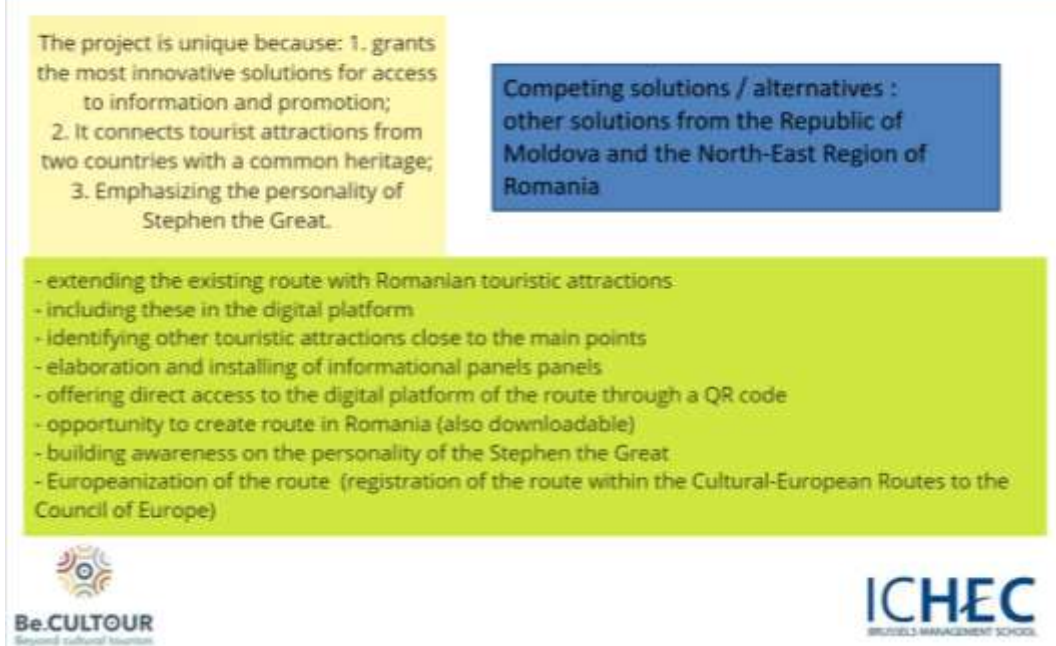 The project is unique because: 1. grants
the most innovative solutions for access
to information and promotion;
2. It connects tourist attractions from
two countries with a common heritage;
3. Emphasizing the personality of
Stephen the Great.
Competing solutions / alternatives :
other solutions from the Republic of
Moldova and the North-East Region of
Romania
- extending the existing route with Romanian touristic attractions
- including these in the digital platform
- identifying other touristic attractions close to the main points
- elaboration and installing of informational panels panels
- offering direct access to the digital platform of the route through a QR code
- opportunity to create route in Romania (also downloadable)
- building awareness on the personality of the Stephen the Great
- Europeanization of the route (registration of the route within the Cultural-European Routes to the
Council of Europe)
Be.CULTOUR
Beyond cultural tourism
ICHEC
BRUSSELS MANAGEMENT SCHOOL